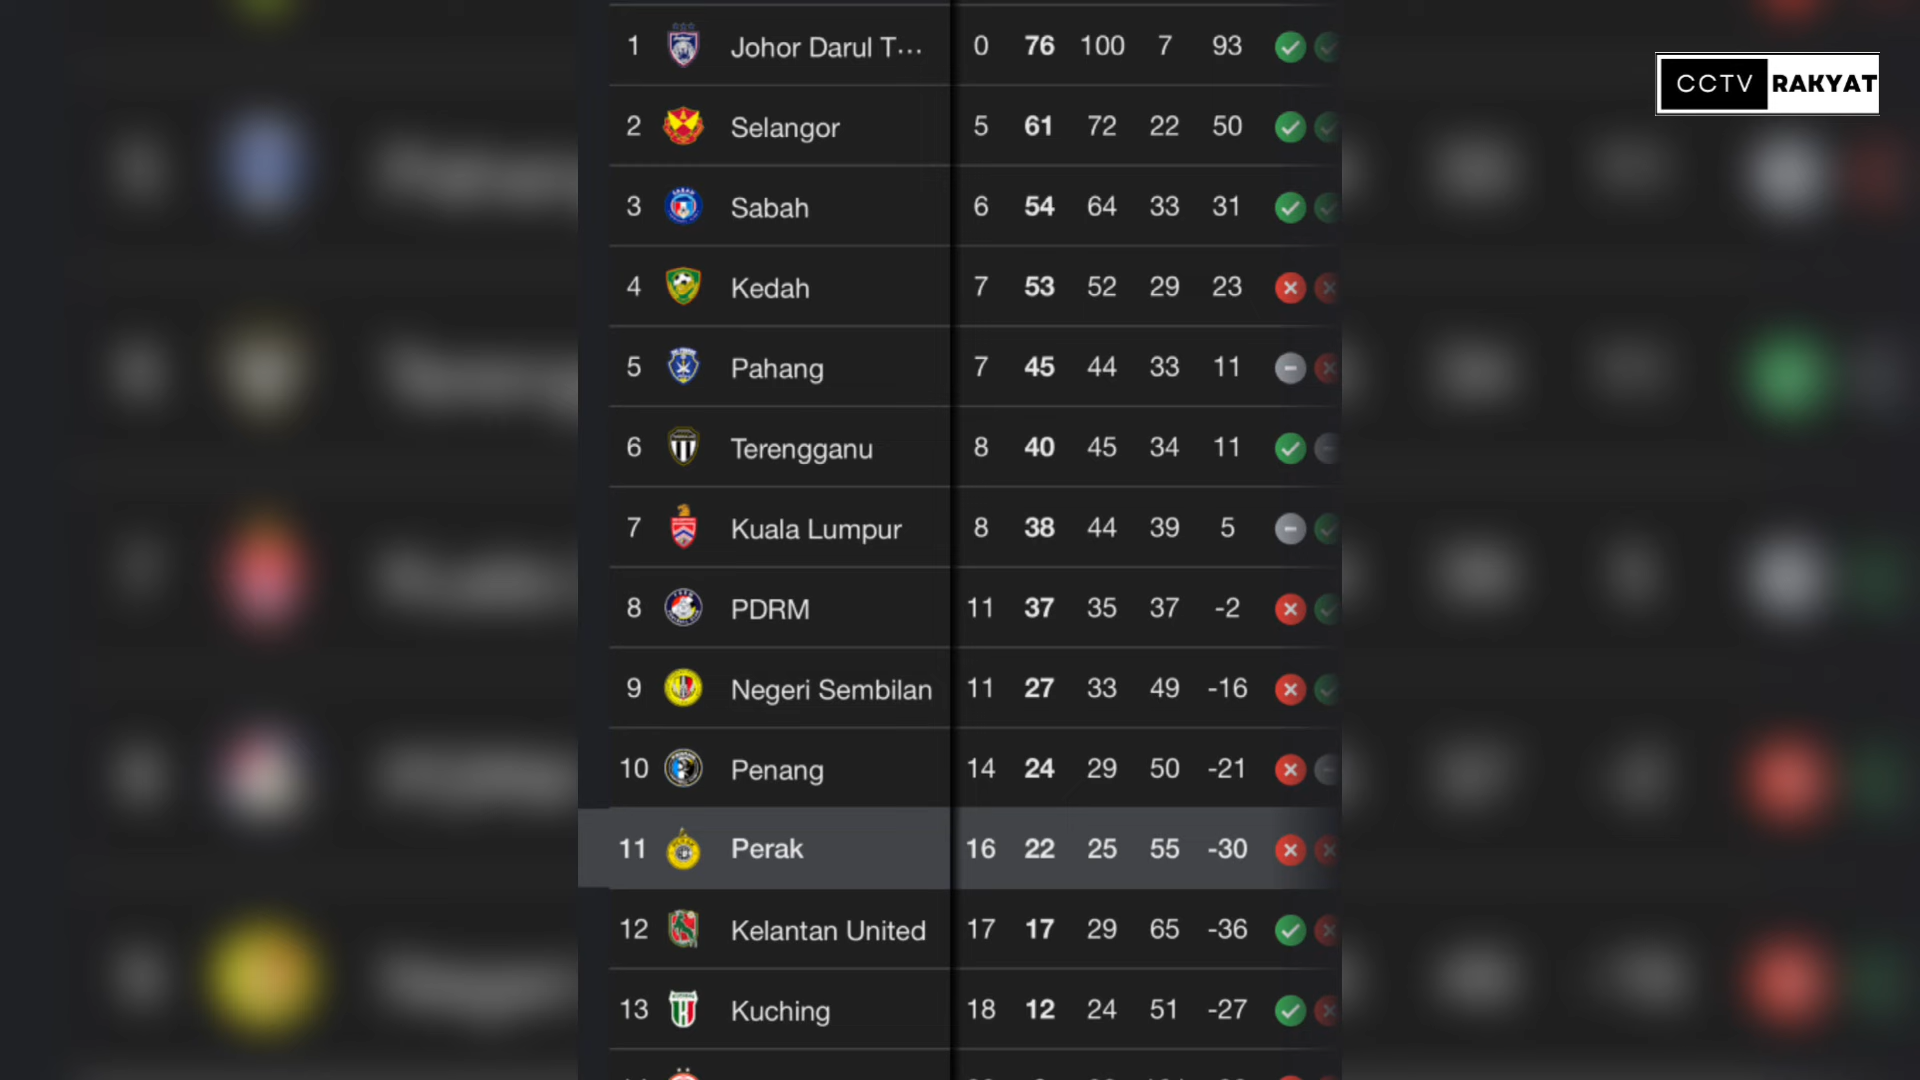 CCTV RAKYAT
1 Johor Darul T... 0 76 100 7 93
2 Selangor 5 61 72 22 50
3 Sabah 6 54 64 33 31
4 Kedah 7 53 52 29 23
5 Pahang 7 45 44 33 11
6 Terengganu 8 40 45 34 11
7 Kuala Lumpur 8 38 44 39 5
8 PDRM 11 37 35 37 -2
9 Negeri Sembilan 11 27 33 49 -16
10 Penang 14 24 29 50 -21
11 Perak 16 22 25 55 -30
12 Kelantan United 17 17 29 65 -36
13 Kuching 18 12 24 51 -27